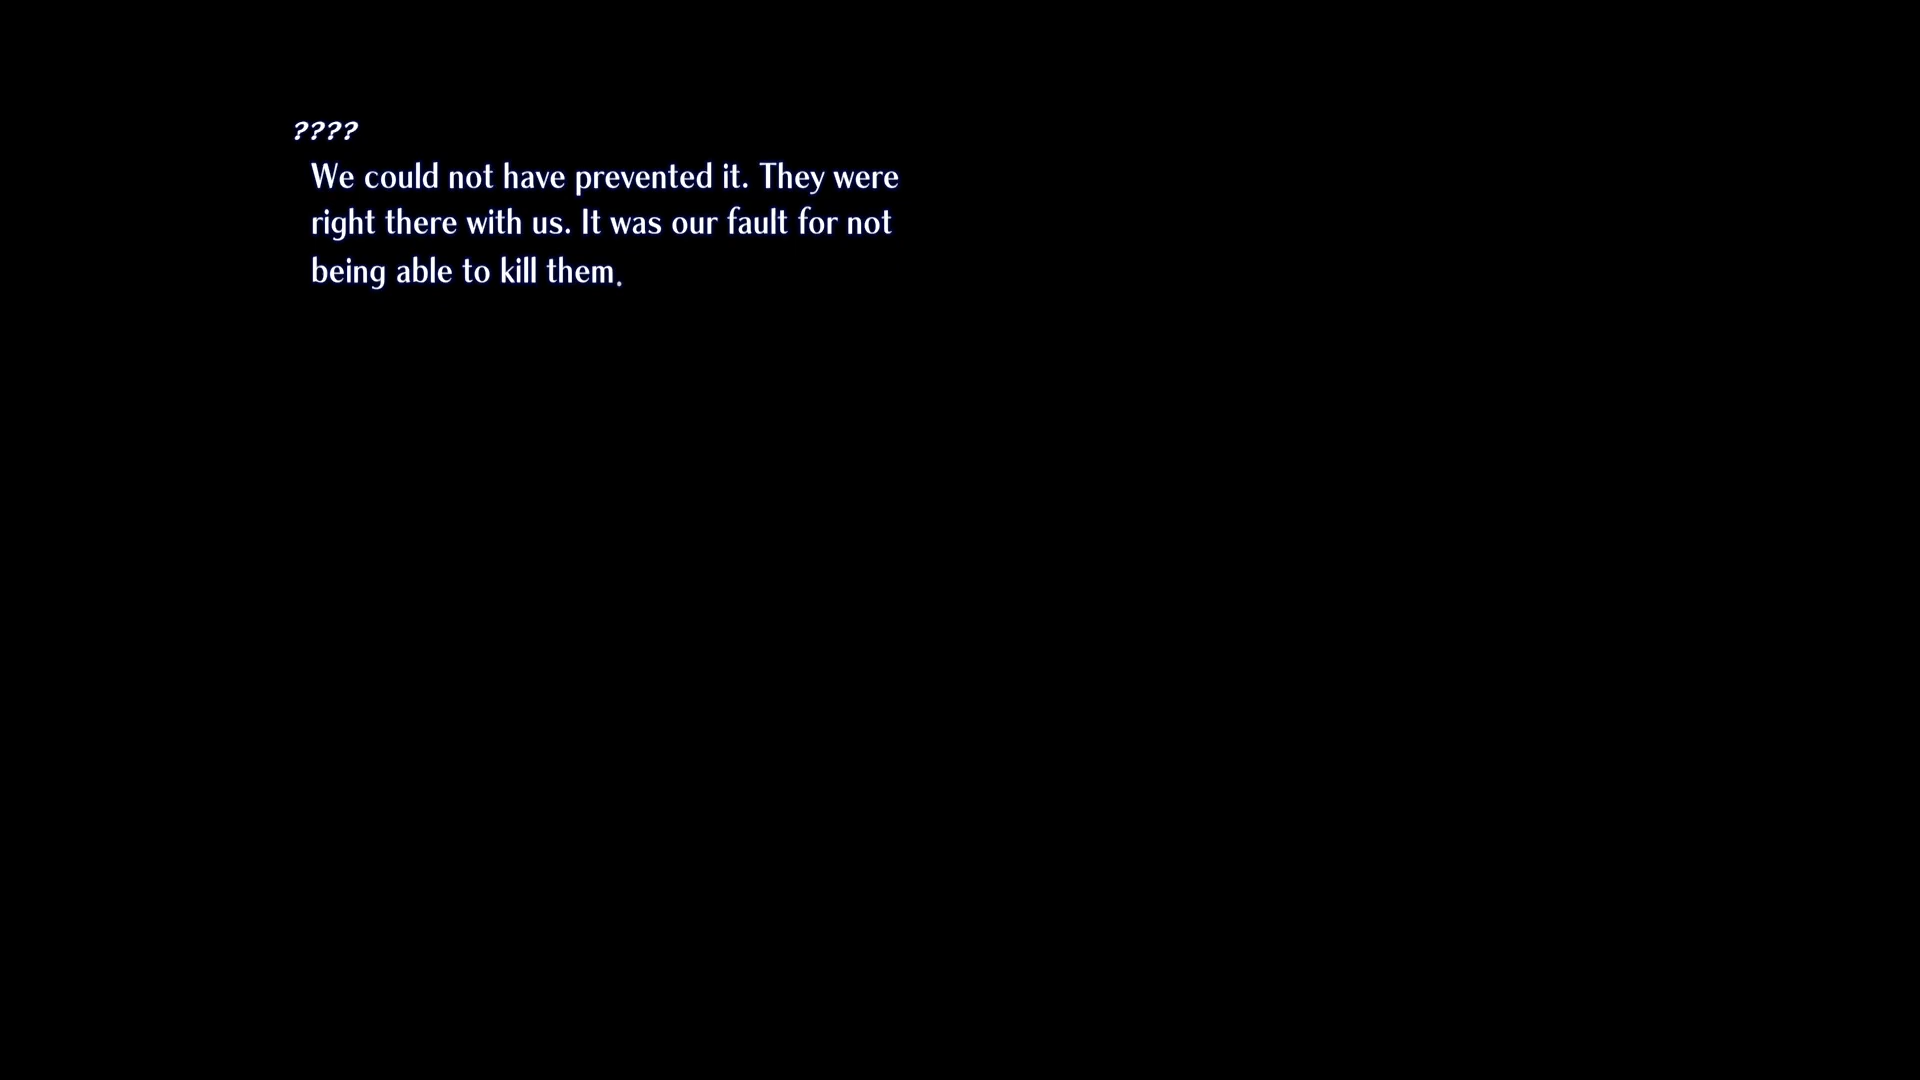 ????
We could not have prevented it. They were
right there with us. It was our fault for not
being able to kill them.